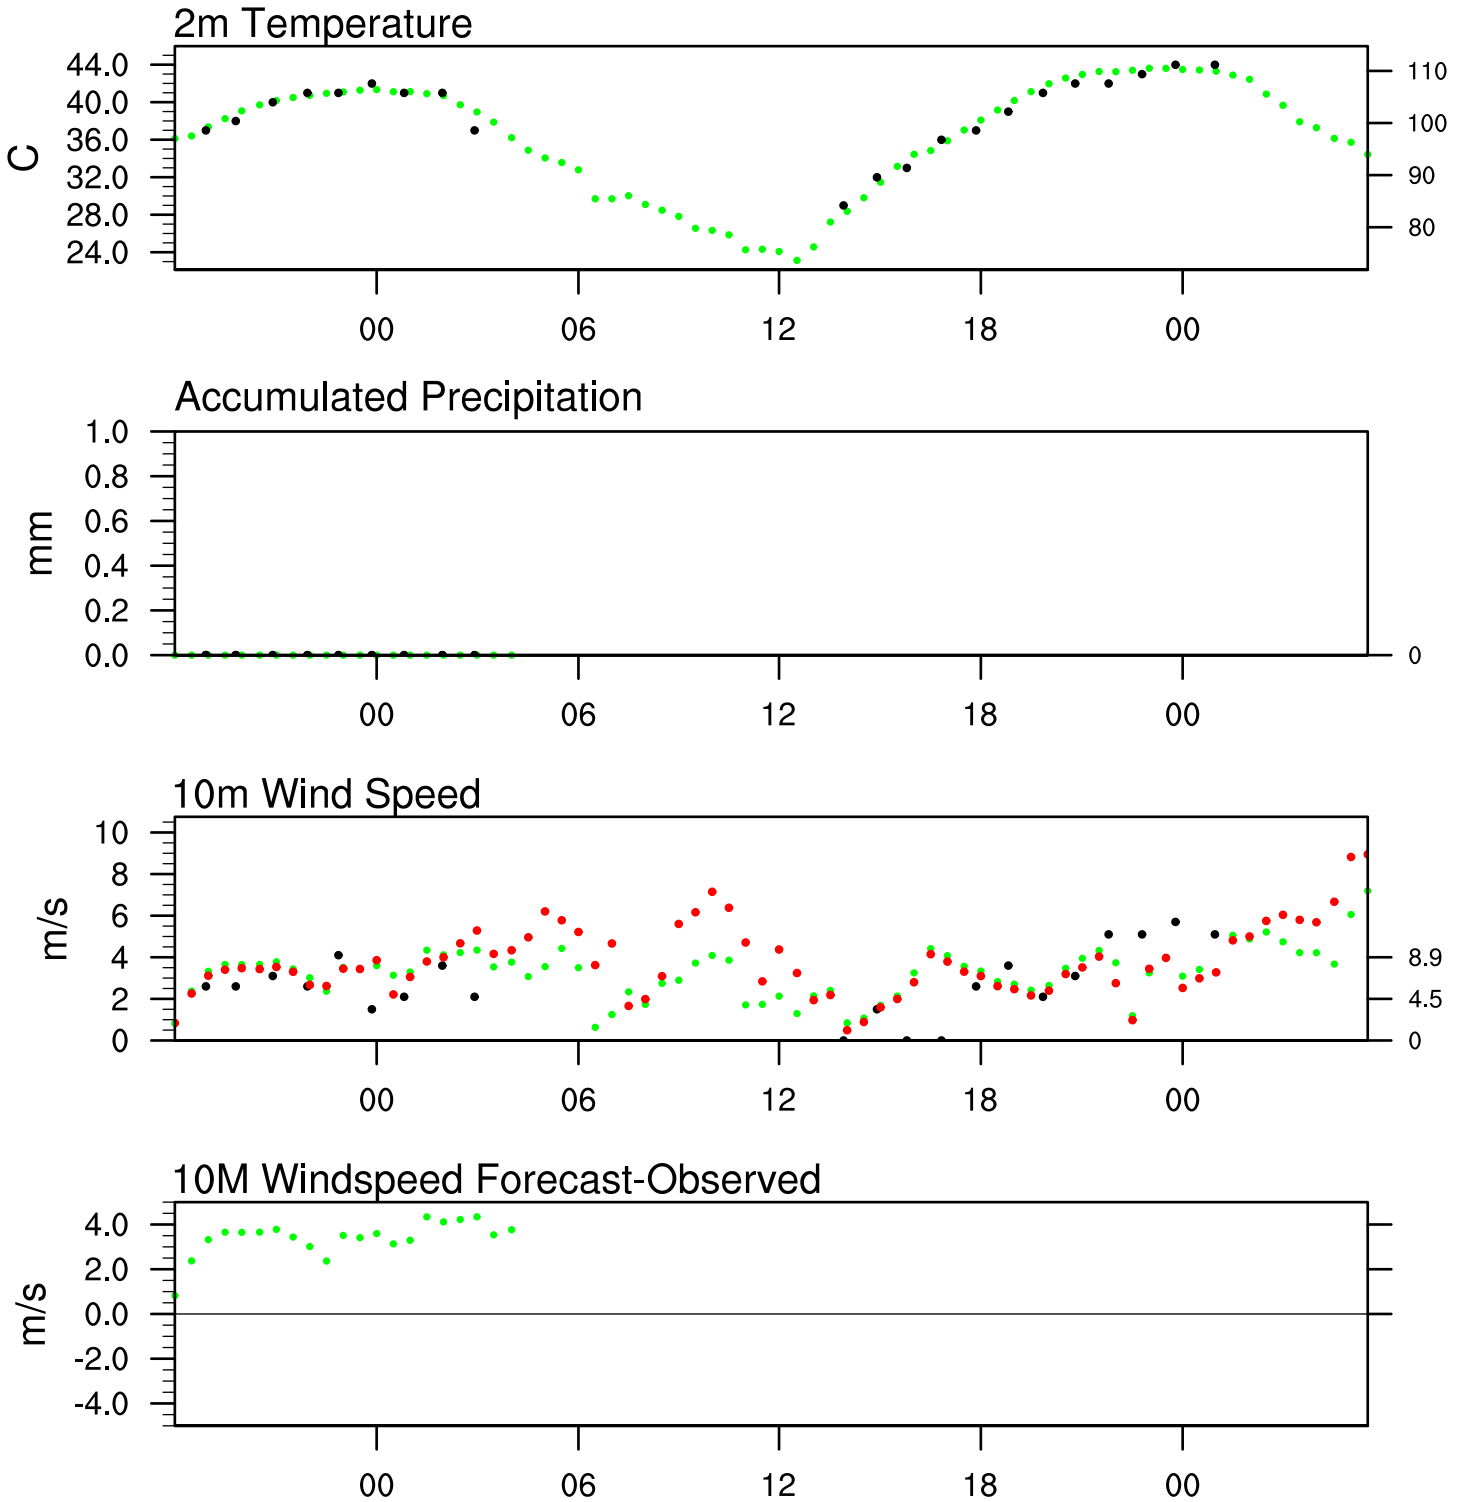 2m Temperature
44.0
40.0
36.0
32.0
28.0
24.0
C
110
100
90
80
00 06 12 18 00
Accumulated Precipitation
1.0
0.8
0.6
0.4
0.2
0.0
mm
0
00 06 12 18 00
10m Wind Speed
10
8
6
4
2
0
m/s
8.9
4.5
0
00 06 12 18 00
10M Windspeed Forecast-Observed
4.0
2.0
0.0
-2.0
-4.0
m/s
00 06 12 18 00